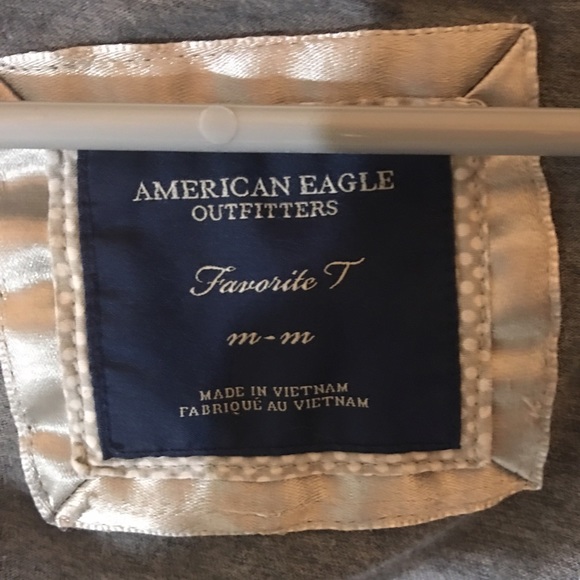 AMERICAN EAGLE
OUTFITTERS
Favorite T
m-m
MADE IN VIETNAM
FABRIQUÉ AU VIETNAM